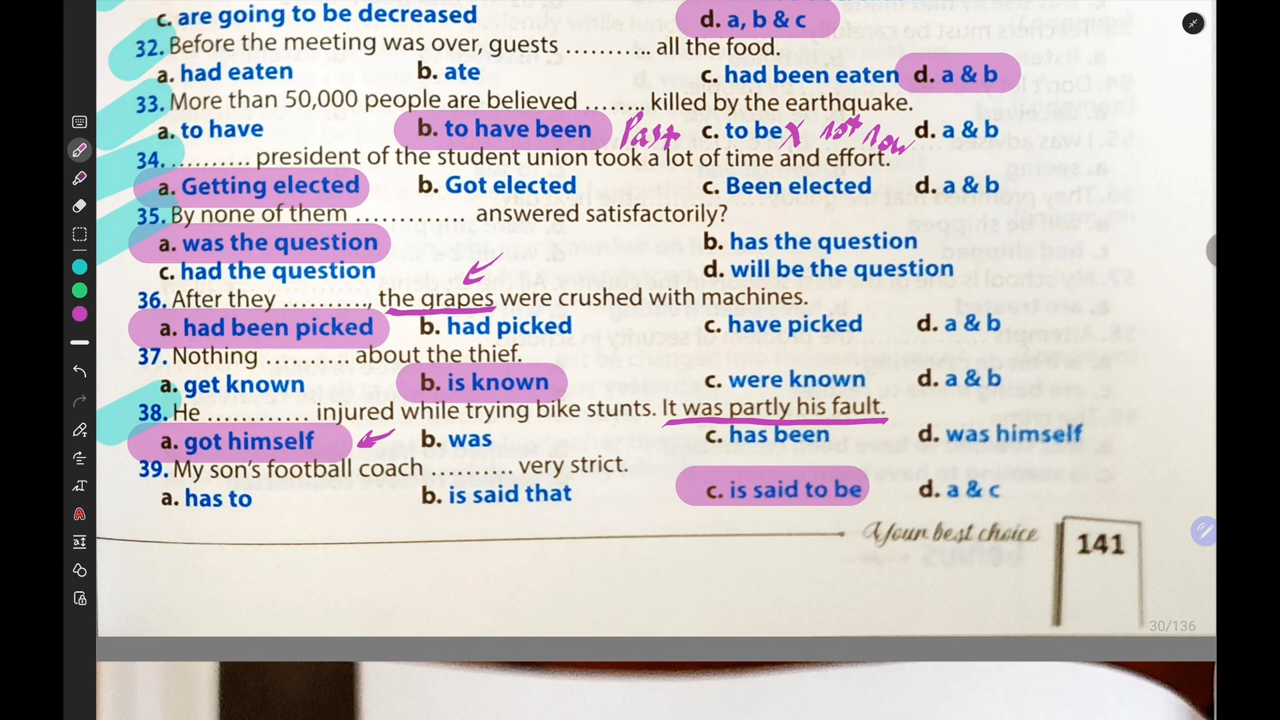 c. are going to be decreased d. a, b & c
32. Before the meeting was over, guests ……….. all the food.
a. had eaten b. ate c. had been eaten d. a & b
33. More than 50,000 people are believed …….. killed by the earthquake.
a. to have b. to have been Past c. to be X not now d. a & b
34. ………. president of the student union took a lot of time and effort.
a. Getting elected b. Got elected c. Been elected d. a & b
35. By none of them …………. answered satisfactorily?
a. was the question b. has the question
c. had the question d. will be the question
36. After they ………., the grapes were crushed with machines.
a. had been picked b. had picked c. have picked d. a & b
37. Nothing ………. about the thief.
a. get known b. is known c. were known d. a & b
38. He …………. injured while trying bike stunts. It was partly his fault.
a. got himself b. was c. has been d. was himself
39. My son's football coach ………. very strict.
a. has to b. is said that c. is said to be d. a & c
Your best choice 141
30/136